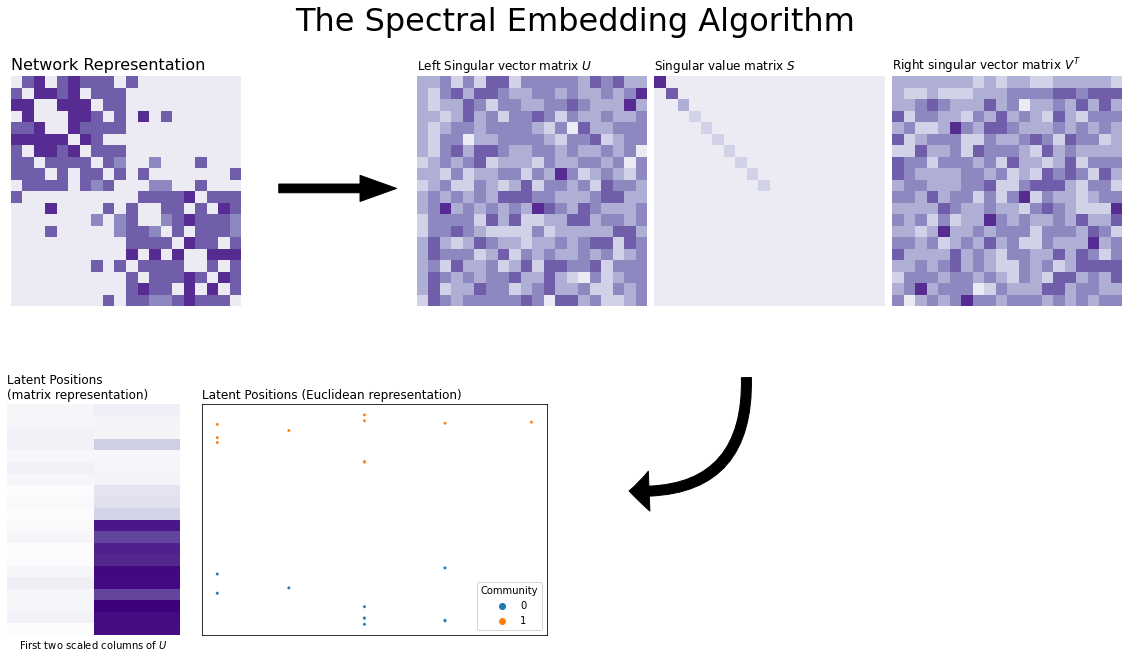 The Spectral Embedding Algorithm
Network Representation
Left Singular vector matrix U
Singular value matrix S
Right singular vector matrix V^T
Latent Positions
(matrix representation)
First two scaled columns of U
Latent Positions (Euclidean representation)
Community
0
1